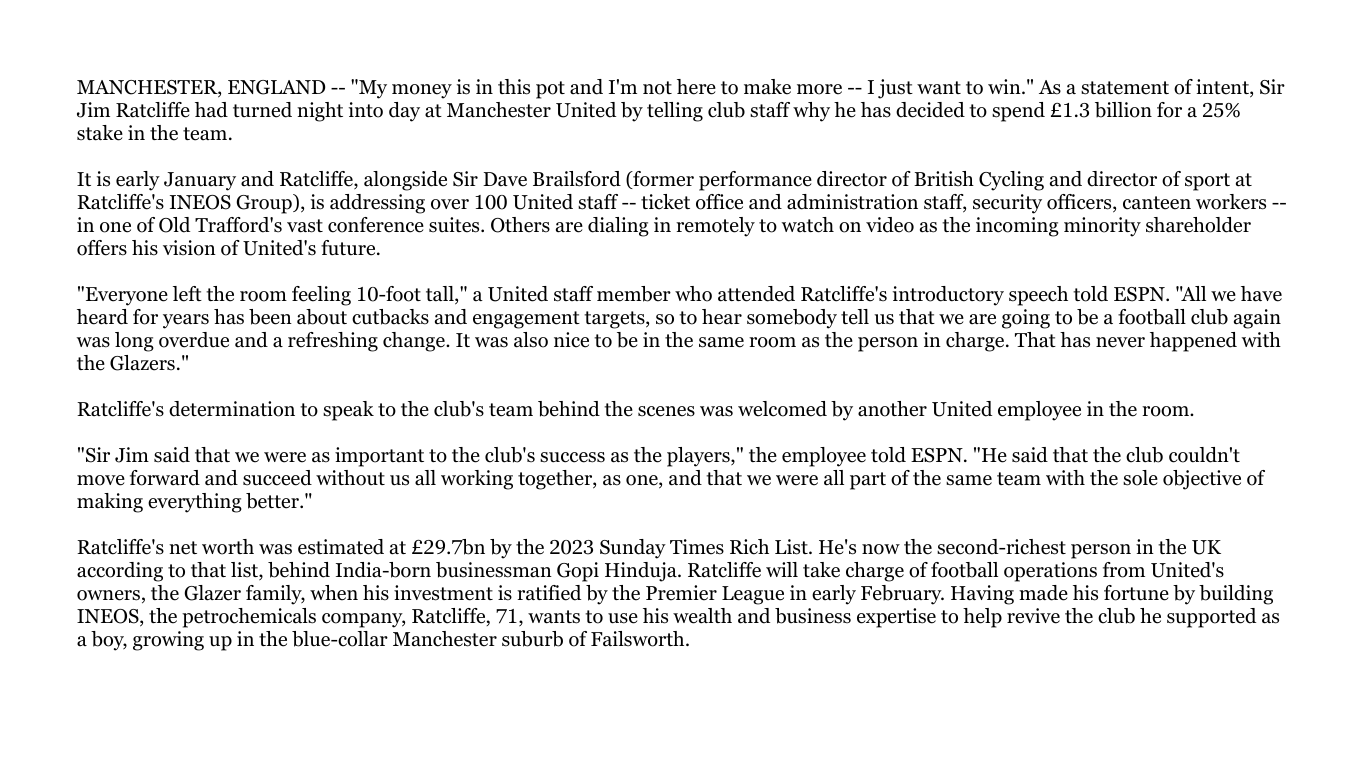 MANCHESTER, ENGLAND -- "My money is in this pot and I'm not here to make more -- I just want to win." As a statement of intent, Sir
Jim Ratcliffe had turned night into day at Manchester United by telling club staff why he has decided to spend £1.3 billion for a 25%
stake in the team.
It is early January and Ratcliffe, alongside Sir Dave Brailsford (former performance director of British Cycling and director of sport at
Ratcliffe's INEOS Group), is addressing over 100 United staff -- ticket office and administration staff, security officers, canteen workers --
in one of Old Trafford's vast conference suites. Others are dialing in remotely to watch on video as the incoming minority shareholder
offers his vision of United's future.
"Everyone left the room feeling 10-foot tall," a United staff member who attended Ratcliffe's introductory speech told ESPN. "All we have
heard for years has been about cutbacks and engagement targets, so to hear somebody tell us that we are going to be a football club again
was long overdue and a refreshing change. It was also nice to be in the same room as the person in charge. That has never happened with
the Glazers."
Ratcliffe's determination to speak to the club's team behind the scenes was welcomed by another United employee in the room.
"Sir Jim said that we were as important to the club's success as the players," the employee told ESPN. "He said that the club couldn't
move forward and succeed without us all working together, as one, and that we were all part of the same team with the sole objective of
making everything better."
Ratcliffe's net worth was estimated at £29.7bn by the 2023 Sunday Times Rich List. He's now the second-richest person in the UK
according to that list, behind India-born businessman Gopi Hinduja. Ratcliffe will take charge of football operations from United's
owners, the Glazer family, when his investment is ratified by the Premier League in early February. Having made his fortune by building
INEOS, the petrochemicals company, Ratcliffe, 71, wants to use his wealth and business expertise to help revive the club he supported as
a boy, growing up in the blue-collar Manchester suburb of Failsworth.